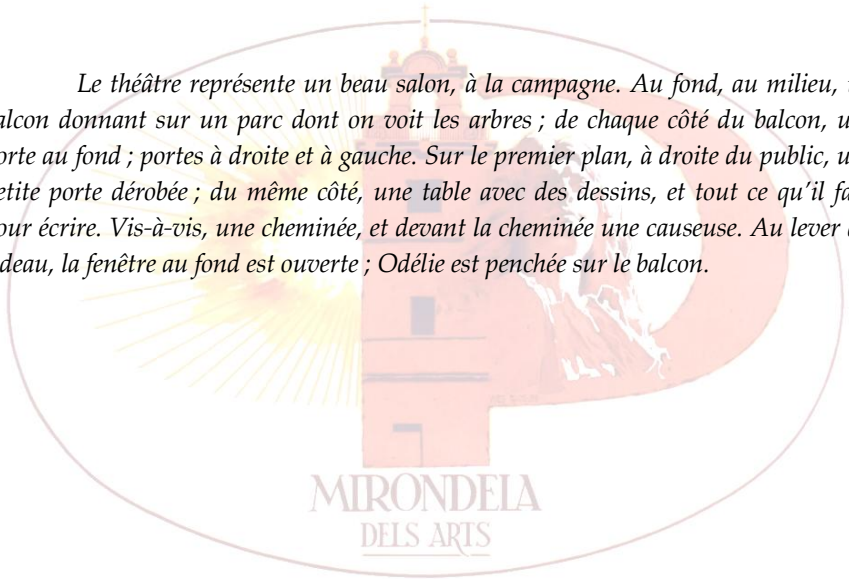 Le théâtre représente un beau salon, à la campagne. Au fond, au milieu,
alcon donnant sur un parc dont on voit les arbres ; de chaque côté du balcon, u
orte au fond ; portes à droite et à gauche. Sur le premier plan, à droite du public, u
etite porte dérobée ; du même côté, une table avec des dessins, et tout ce qu’il fa
our écrire. Vis-à-vis, une cheminée, et devant la cheminée une causeuse. Au lever
deau, la fenêtre au fond est ouverte ; Odélie est penchée sur le balcon.
MIRONDELA
DELS ARTS